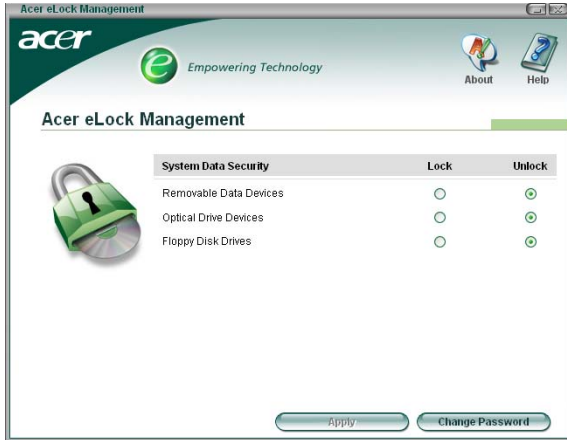 Acer eLock Management
acer
e Empowering Technology
About
Help
Acer eLock Management
System Data Security Lock Unlock
Removable Data Devices
Optical Drive Devices
Floppy Disk Drives
Apply
Change Password